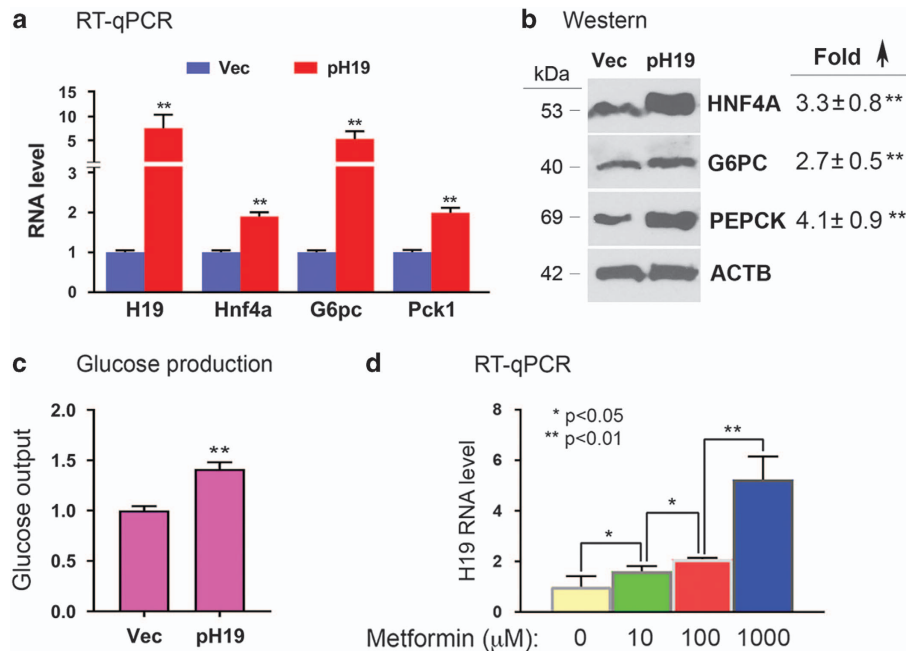 a RT-qPCR
Vec pH19
RNA level
15
10
5
3
2
1
0
** ** ** **
H19 Hnf4a G6pc Pck1
b Western
kDa Vec pH19 Fold
53 HNF4A 3.3±0.8**
40 G6PC 2.7±0.5**
69 PEPCK 4.1±0.9**
42 ACTB
c Glucose production
Glucose output
2.0
1.5
1.0
0.5
0.0
**
Vec pH19
d RT-qPCR
H19 RNA level
8
6
4
2
0
* p<0.05
** p<0.01
* * **
Metformin (μM): 0 10 100 1000